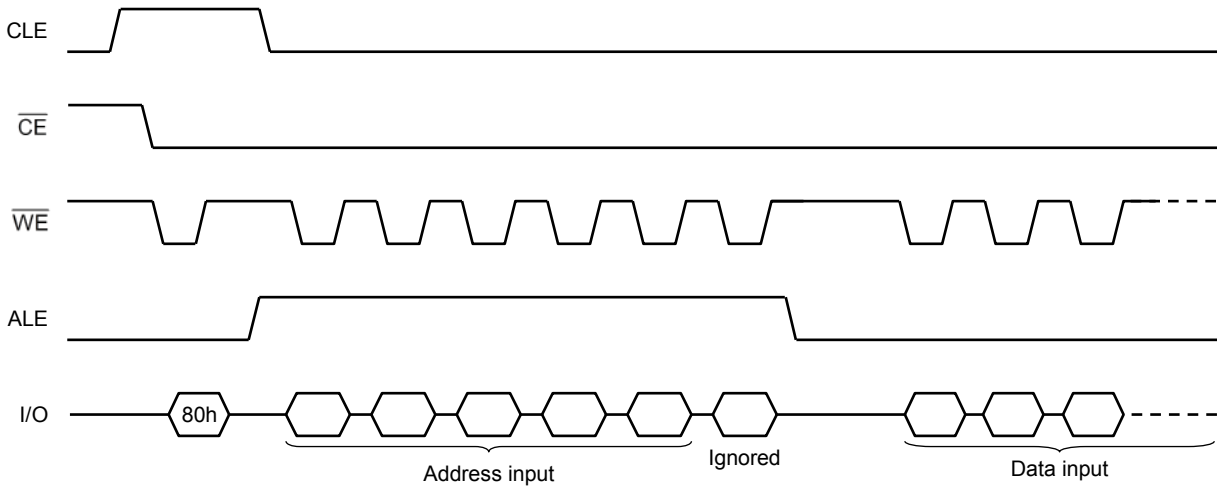 CLE
CE
WE
ALE
I/O
80h
Address input
Ignored
Data input